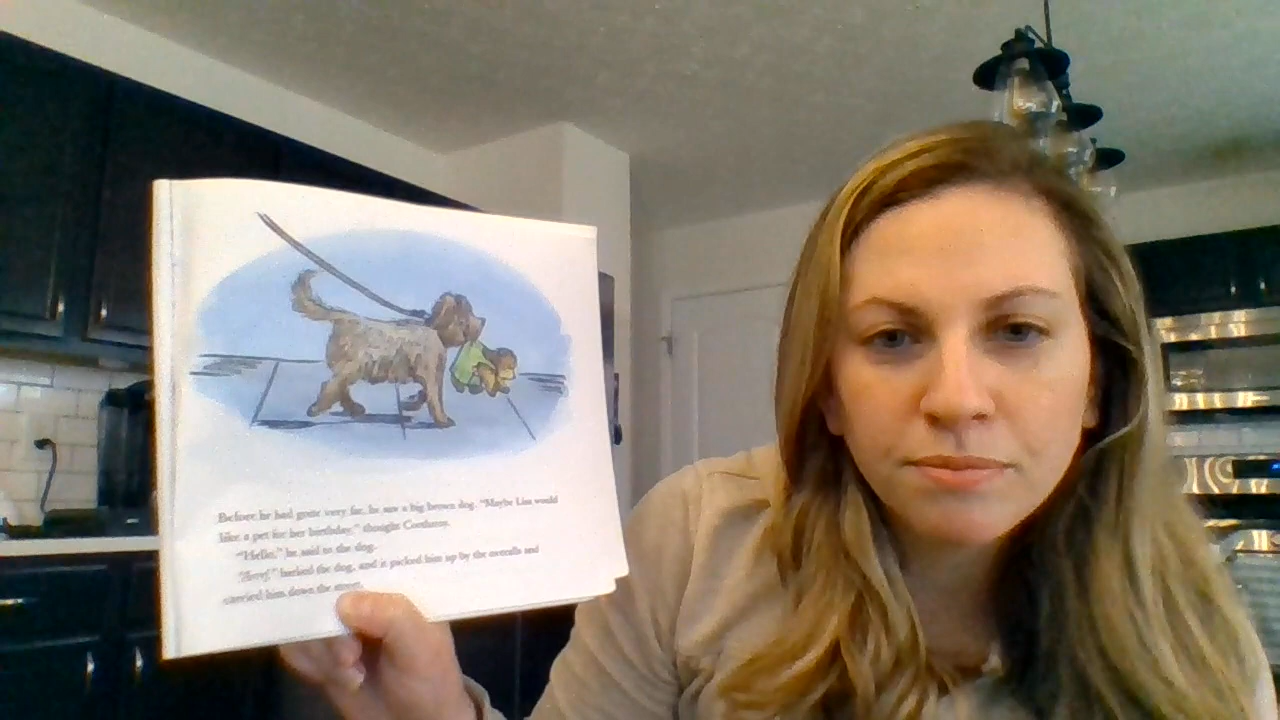 Before he had gone very far, he saw a big brown dog. "Maybe Lisa would
like a pet for her birthday," thought Corduroy.
"Hello," he said to the dog.
"Arrf," barked the dog, and it picked him up by the overalls and
carried him down the street.